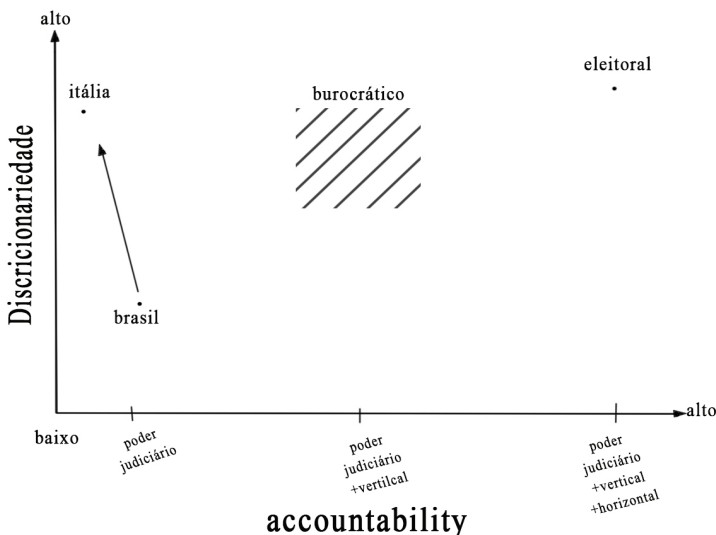 alto
itália
burocrático
eleitoral
Discricionariedade
brasil
alto
baixo
poder
judiciário
poder
judiciário
+vertilcal
poder
judiciário
+vertical
+horizontal
accountability